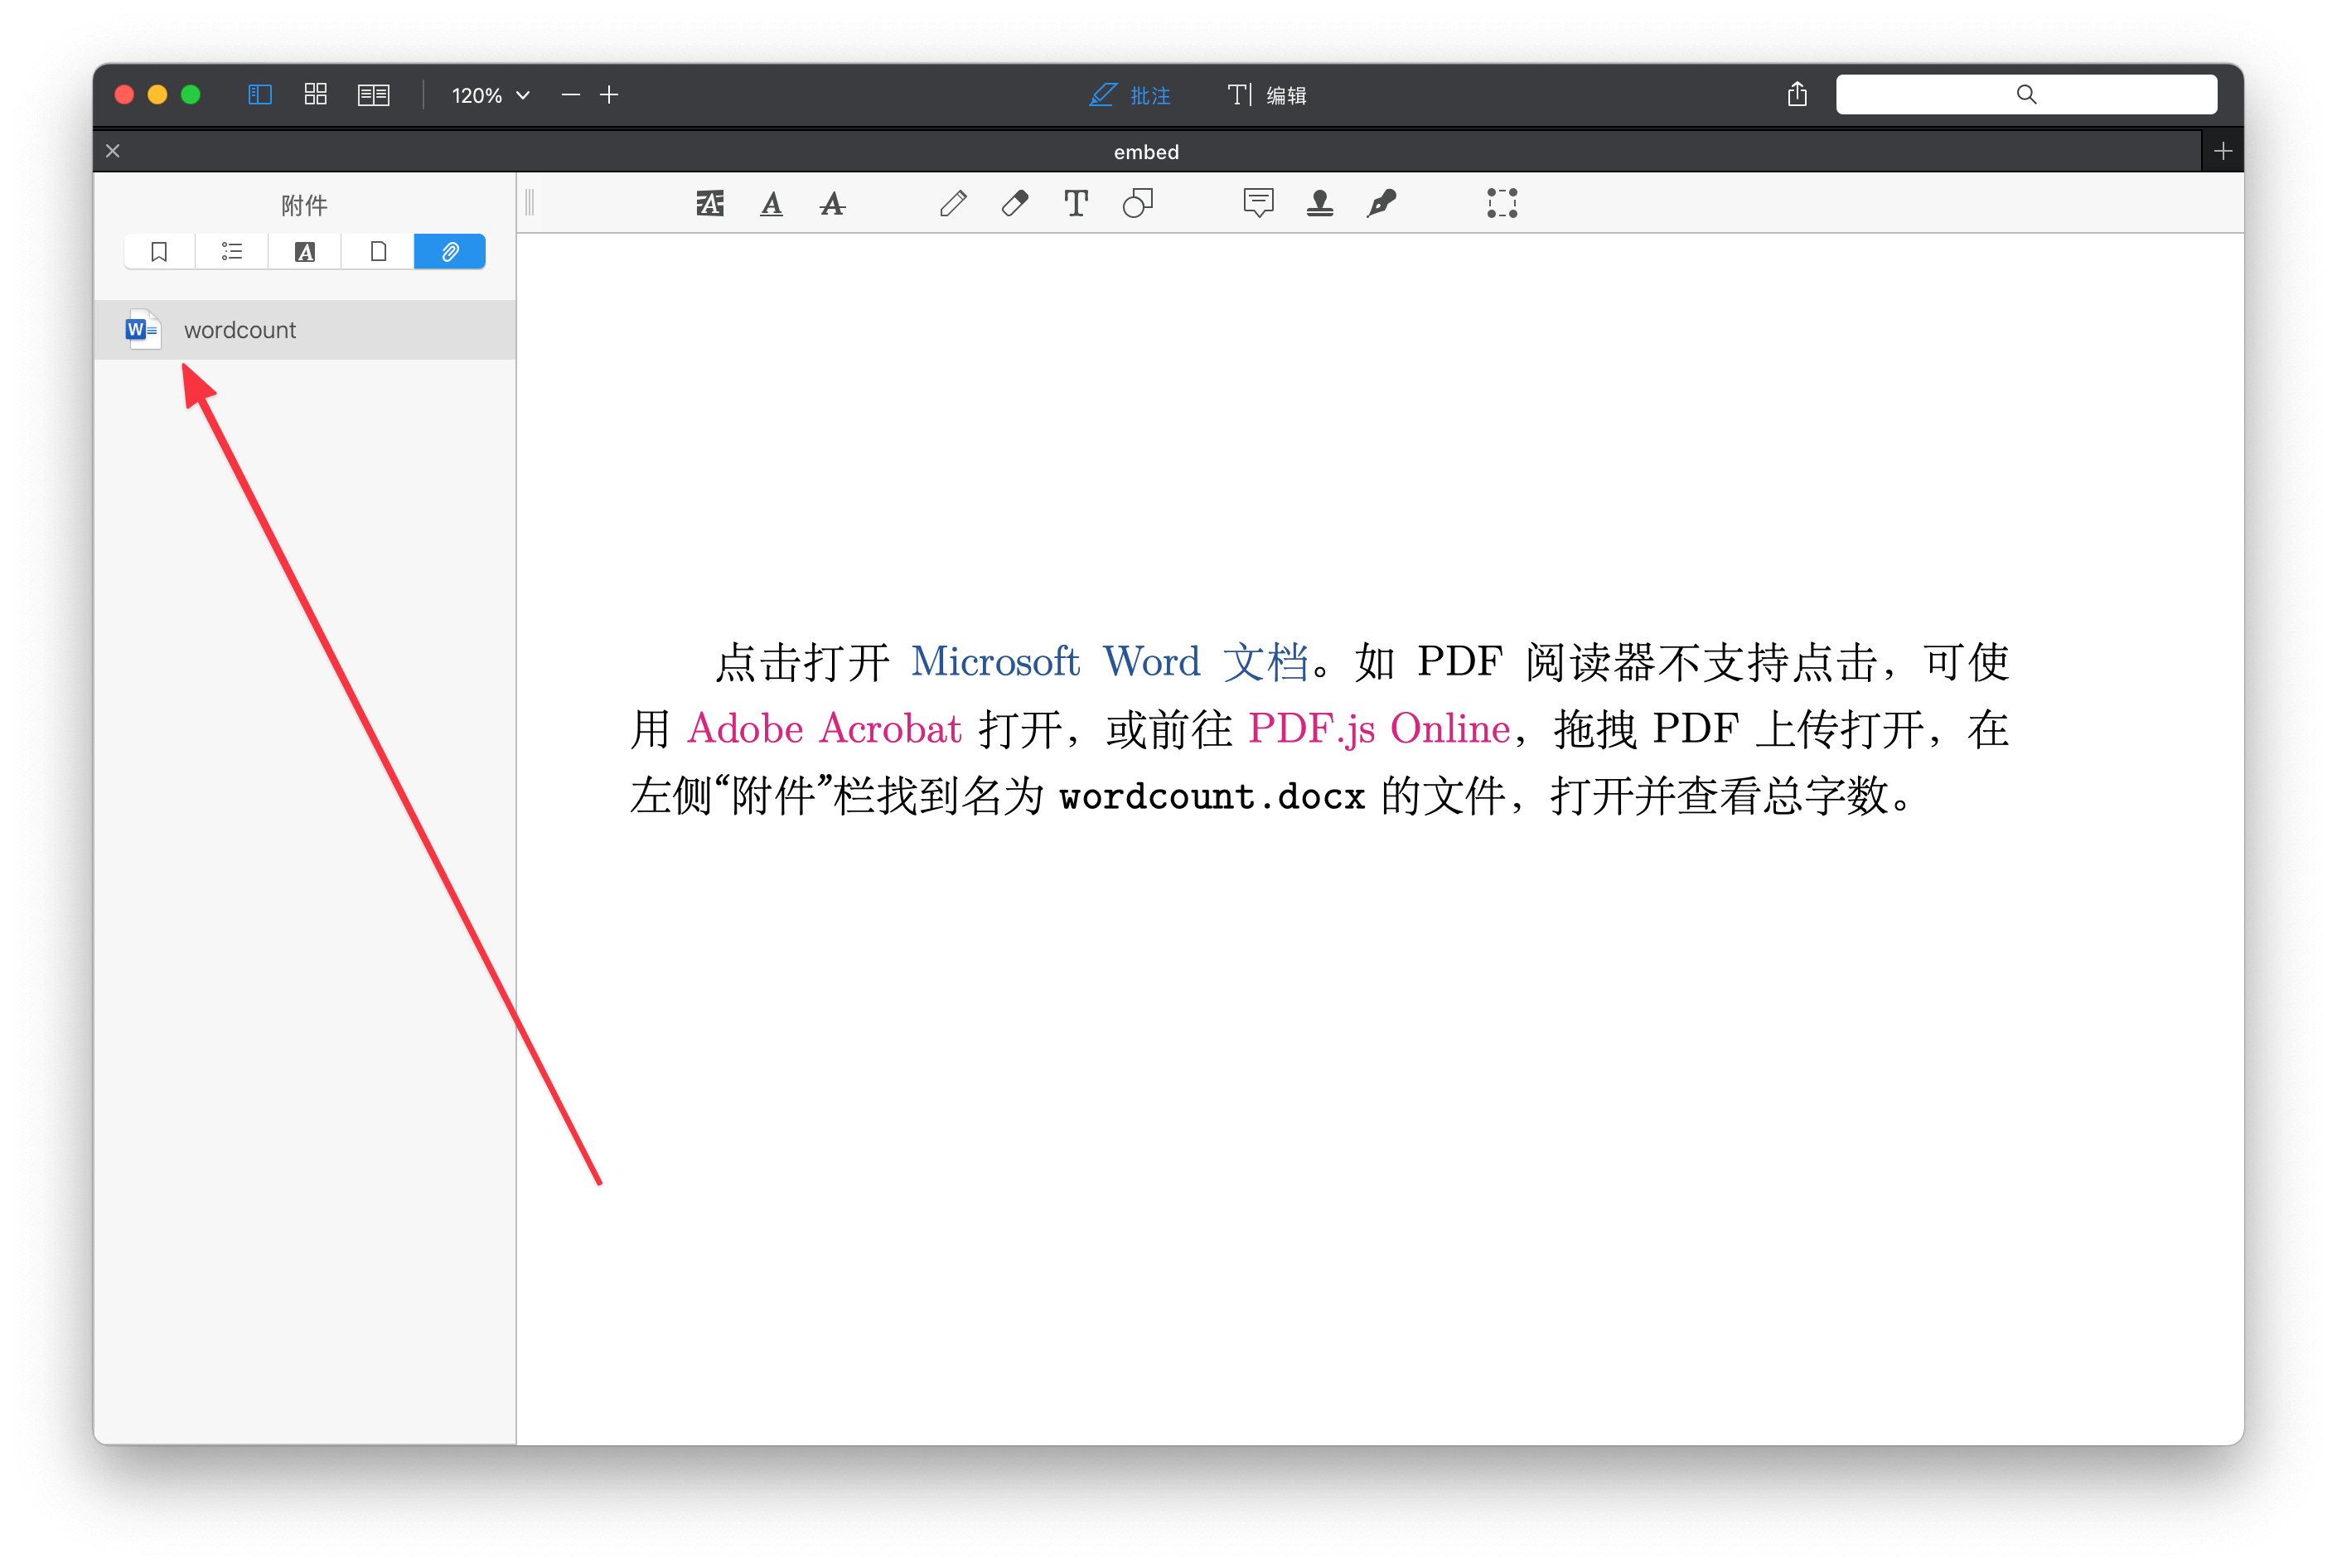 120%
批注
编辑
embed
附件
wordcount
点击打开 Microsoft Word 文档。如 PDF 阅读器不支持点击，可使
用 Adobe Acrobat 打开，或前往 PDF.js Online，拖拽 PDF 上传打开，在
左侧“附件”栏找到名为 wordcount.docx 的文件，打开并查看总字数。